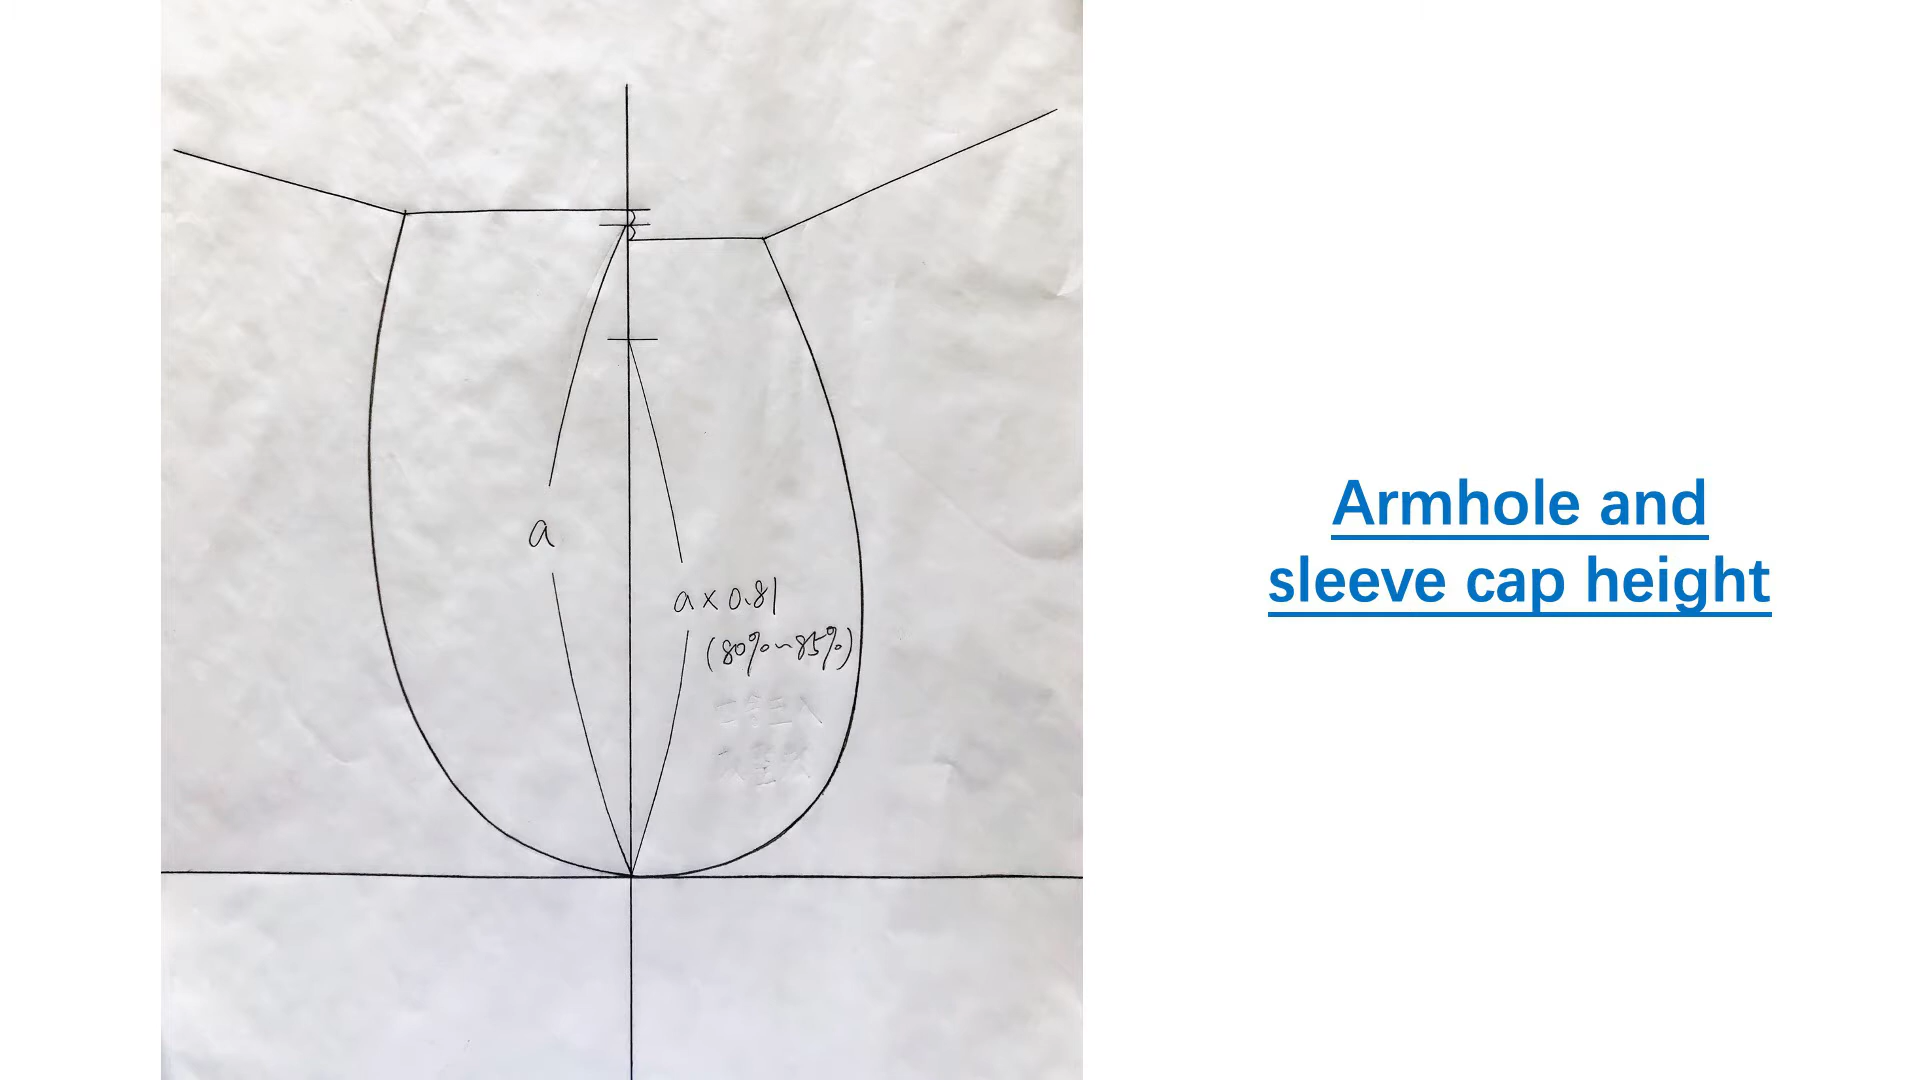 a
a x 0.81
(80%~85%)
Armhole and
sleeve cap height